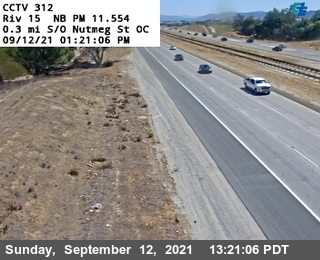 CCTV 312
Riv 15 NB PM 11.554
0.3 mi S/O Nutmeg St OC
09/12/21 01:21:06 PM
Sunday, September 12, 2021 13:21:06 PDT